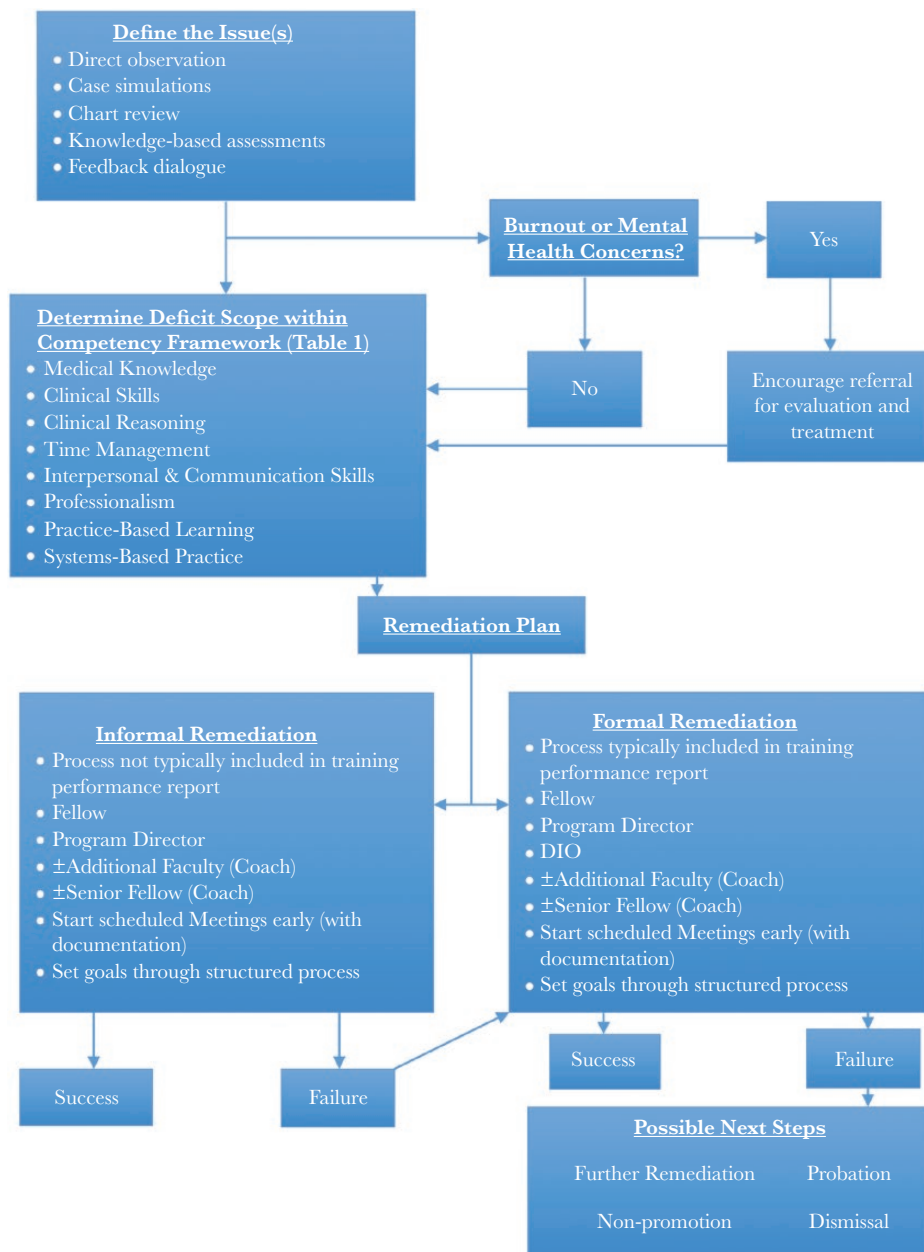 Define the Issue(s)
• Direct observation
• Case simulations
• Chart review
• Knowledge-based assessments
• Feedback dialogue
Burnout or Mental
Health Concerns?
Yes
Determine Deficit Scope within
Competency Framework (Table 1)
• Medical Knowledge
• Clinical Skills
• Clinical Reasoning
• Time Management
• Interpersonal & Communication Skills
• Professionalism
• Practice-Based Learning
• Systems-Based Practice
No
Encourage referral
for evaluation and
treatment
Remediation Plan
Informal Remediation
• Process not typically included in training
performance report
• Fellow
• Program Director
• ±Additional Faculty (Coach)
• ±Senior Fellow (Coach)
• Start scheduled Meetings early (with
documentation)
• Set goals through structured process
Formal Remediation
• Process typically included in training
performance report
• Fellow
• Program Director
• DIO
• ±Additional Faculty (Coach)
• ±Senior Fellow (Coach)
• Start scheduled Meetings early (with
documentation)
• Set goals through structured process
Success
Failure
Success
Failure
Possible Next Steps
Further Remediation Probation
Non-promotion Dismissal